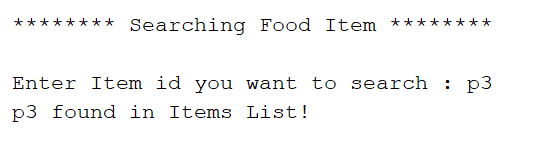 ******** Searching Food Item ********
Enter Item id you want to search : p3
p3 found in Items List!